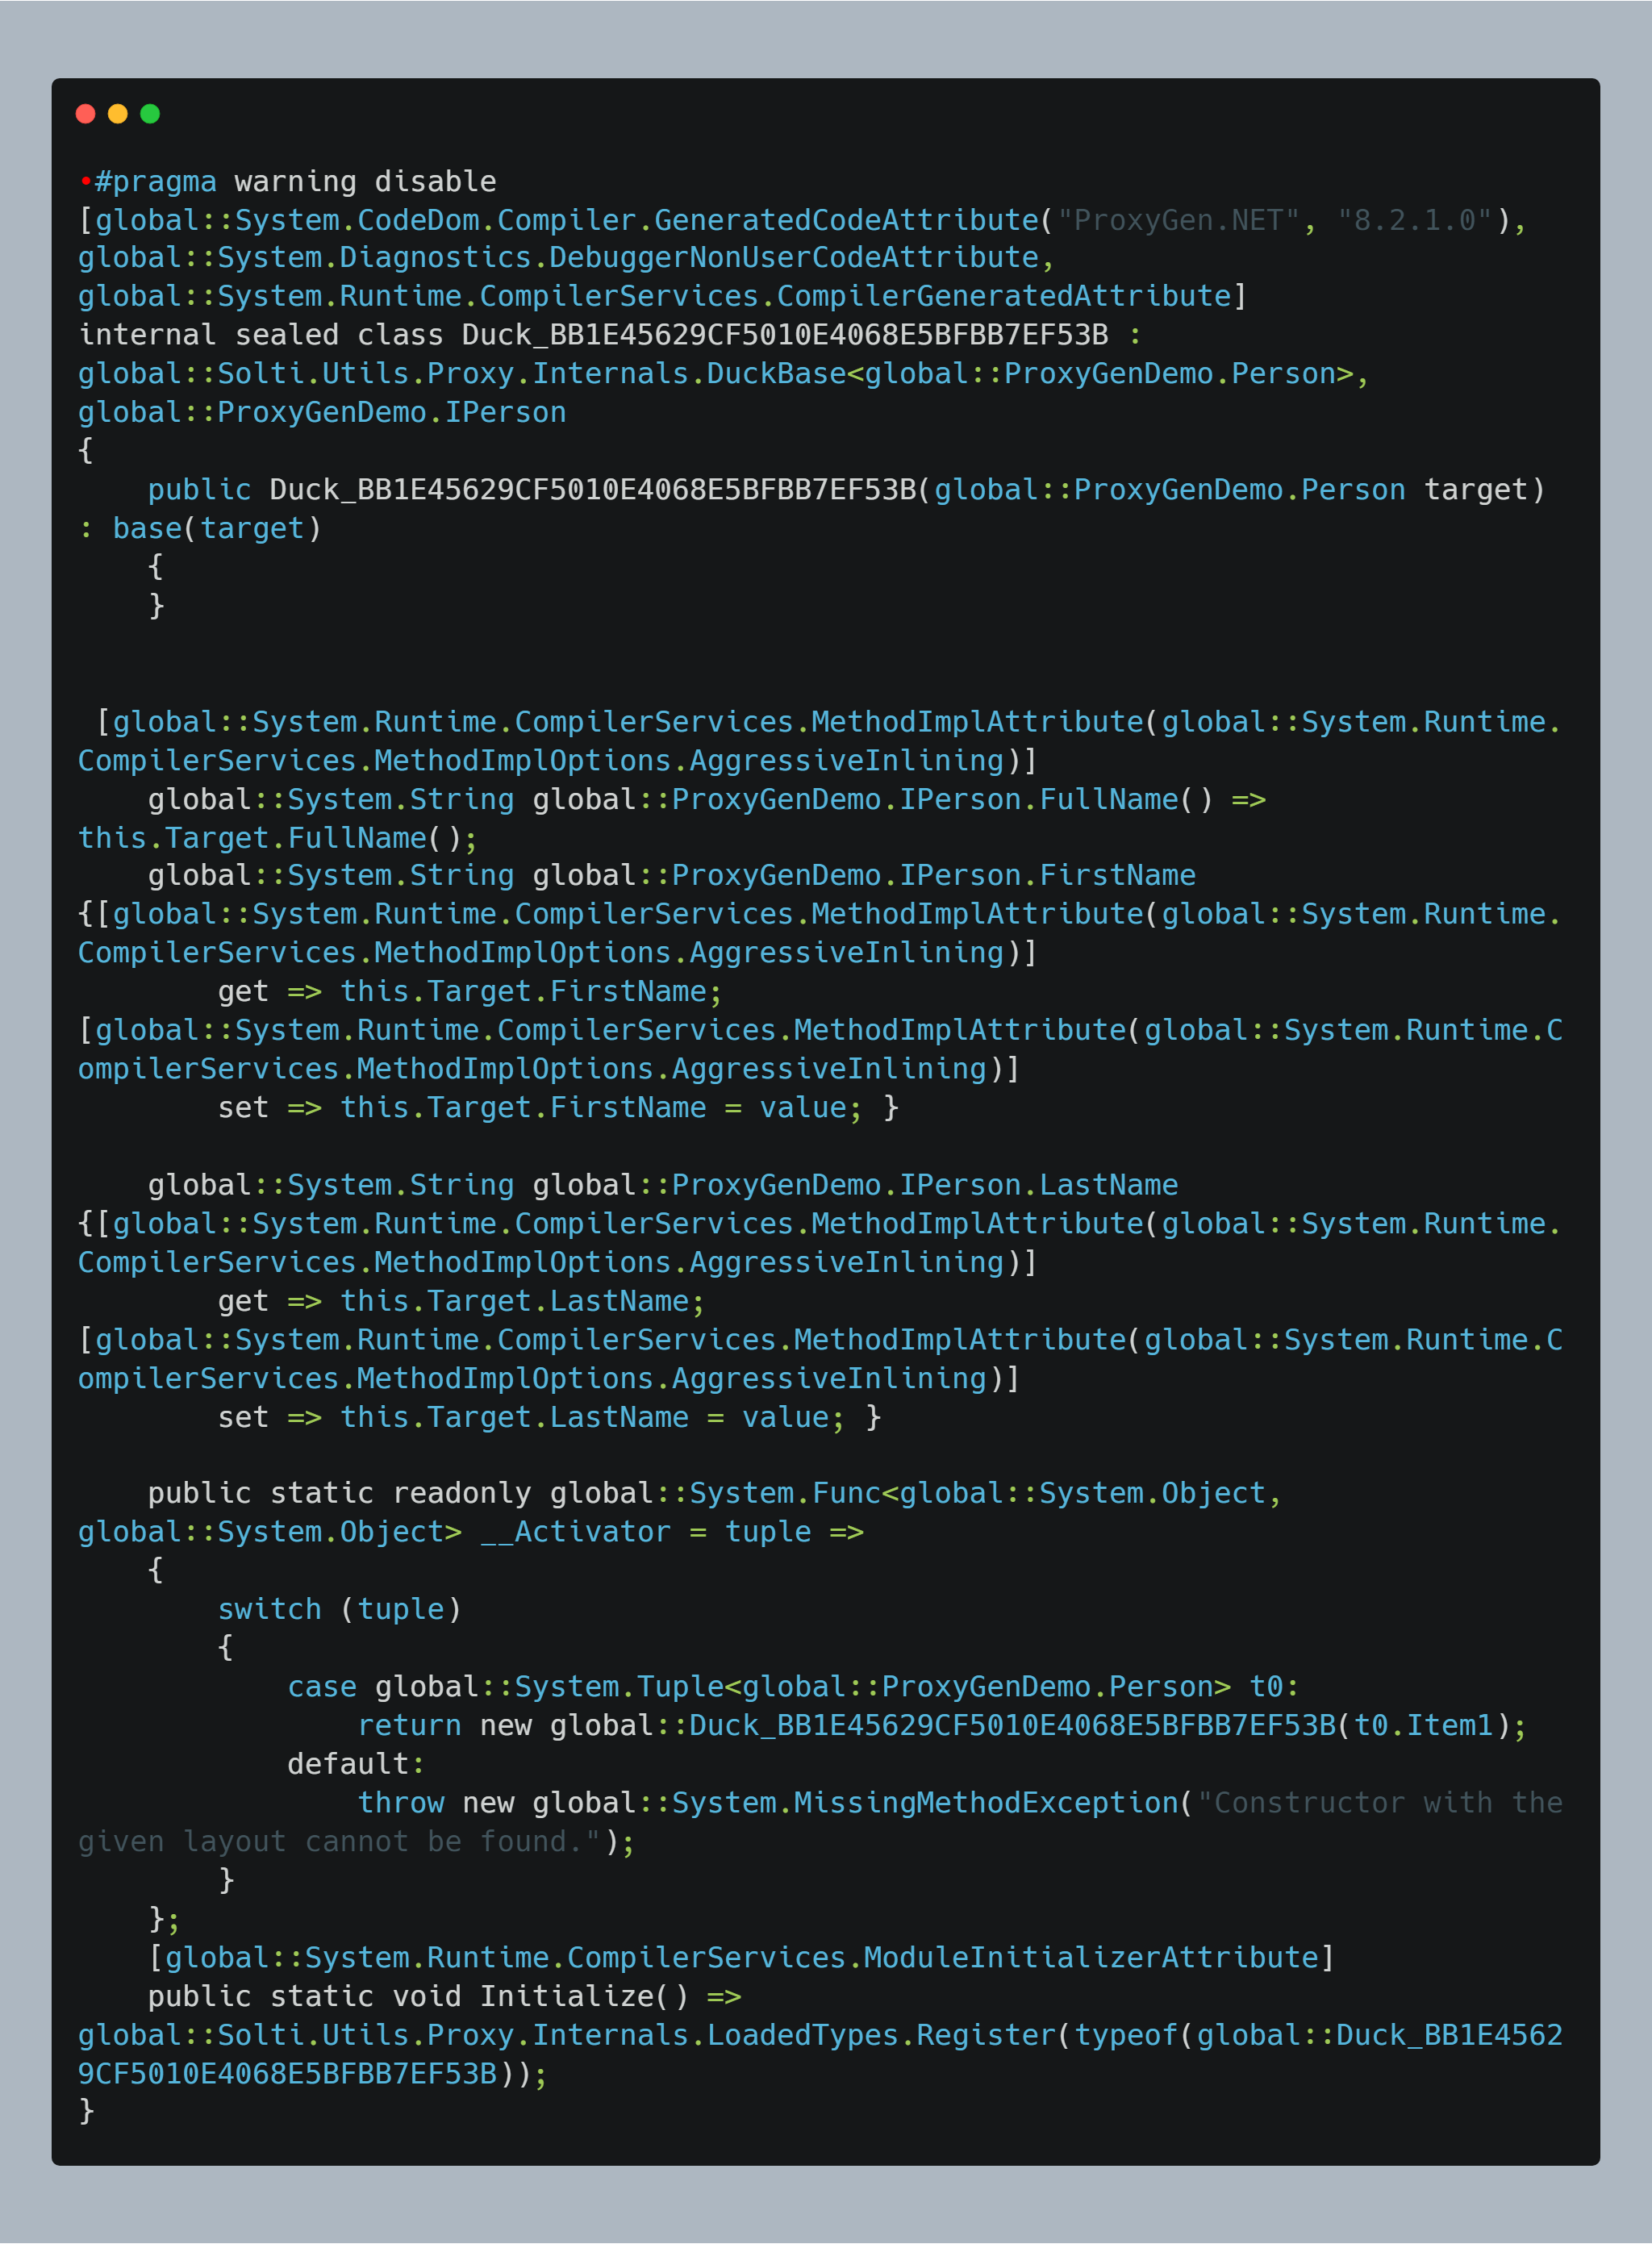 •#pragma warning disable
[global::System.CodeDom.Compiler.GeneratedCodeAttribute("ProxyGen.NET", "8.2.1.0"),
global::System.Diagnostics.DebuggerNonUserCodeAttribute,
global::System.Runtime.CompilerServices.CompilerGeneratedAttribute]
internal sealed class Duck_BB1E45629CF5010E4068E5BFBB7EF53B :
global::Solti.Utils.Proxy.Internals.DuckBase<global::ProxyGenDemo.Person>,
global::ProxyGenDemo.IPerson
{
    public Duck_BB1E45629CF5010E4068E5BFBB7EF53B(global::ProxyGenDemo.Person target)
: base(target)
    {
    }
 [global::System.Runtime.CompilerServices.MethodImplAttribute(global::System.Runtime.
CompilerServices.MethodImplOptions.AggressiveInlining)]
    global::System.String global::ProxyGenDemo.IPerson.FullName() =>
this.Target.FullName();
    global::System.String global::ProxyGenDemo.IPerson.FirstName
{[global::System.Runtime.CompilerServices.MethodImplAttribute(global::System.Runtime.
CompilerServices.MethodImplOptions.AggressiveInlining)]
        get => this.Target.FirstName;
[global::System.Runtime.CompilerServices.MethodImplAttribute(global::System.Runtime.C
ompilerServices.MethodImplOptions.AggressiveInlining)]
        set => this.Target.FirstName = value; }
    global::System.String global::ProxyGenDemo.IPerson.LastName
{[global::System.Runtime.CompilerServices.MethodImplAttribute(global::System.Runtime.
CompilerServices.MethodImplOptions.AggressiveInlining)]
        get => this.Target.LastName;
[global::System.Runtime.CompilerServices.MethodImplAttribute(global::System.Runtime.C
ompilerServices.MethodImplOptions.AggressiveInlining)]
        set => this.Target.LastName = value; }
    public static readonly global::System.Func<global::System.Object,
global::System.Object> __Activator = tuple =>
    {
        switch (tuple)
        {
            case global::System.Tuple<global::ProxyGenDemo.Person> t0:
                return new global::Duck_BB1E45629CF5010E4068E5BFBB7EF53B(t0.Item1);
            default:
                throw new global::System.MissingMethodException("Constructor with the
given layout cannot be found.");
        }
    };
    [global::System.Runtime.CompilerServices.ModuleInitializerAttribute]
    public static void Initialize() =>
global::Solti.Utils.Proxy.Internals.LoadedTypes.Register(typeof(global::Duck_BB1E4562
9CF5010E4068E5BFBB7EF53B));
}